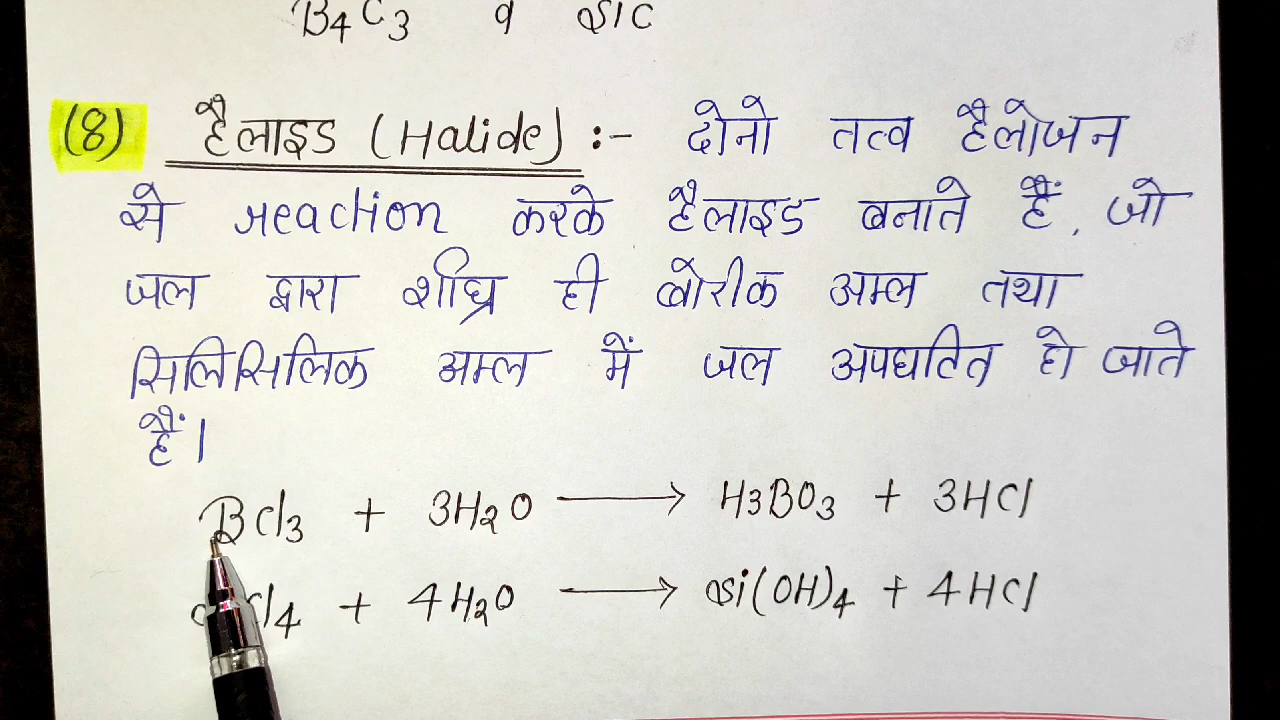 B4C3 व SiC
(8) हैलाइड (Halide) :- दोनो तत्व हैलोजन
से reaction करके हैलाइड बनाते हैं, जो
जल द्वारा शीघ्र ही बोरीक अम्ल तथा
सिलिसिलिक अम्ल में जल अपघटित हो जाते
हैं।
BCl3 + 3H2O ⟶ H3BO3 + 3HCl
Cl4 + 4H2O ⟶ Si(OH)4 + 4HCl